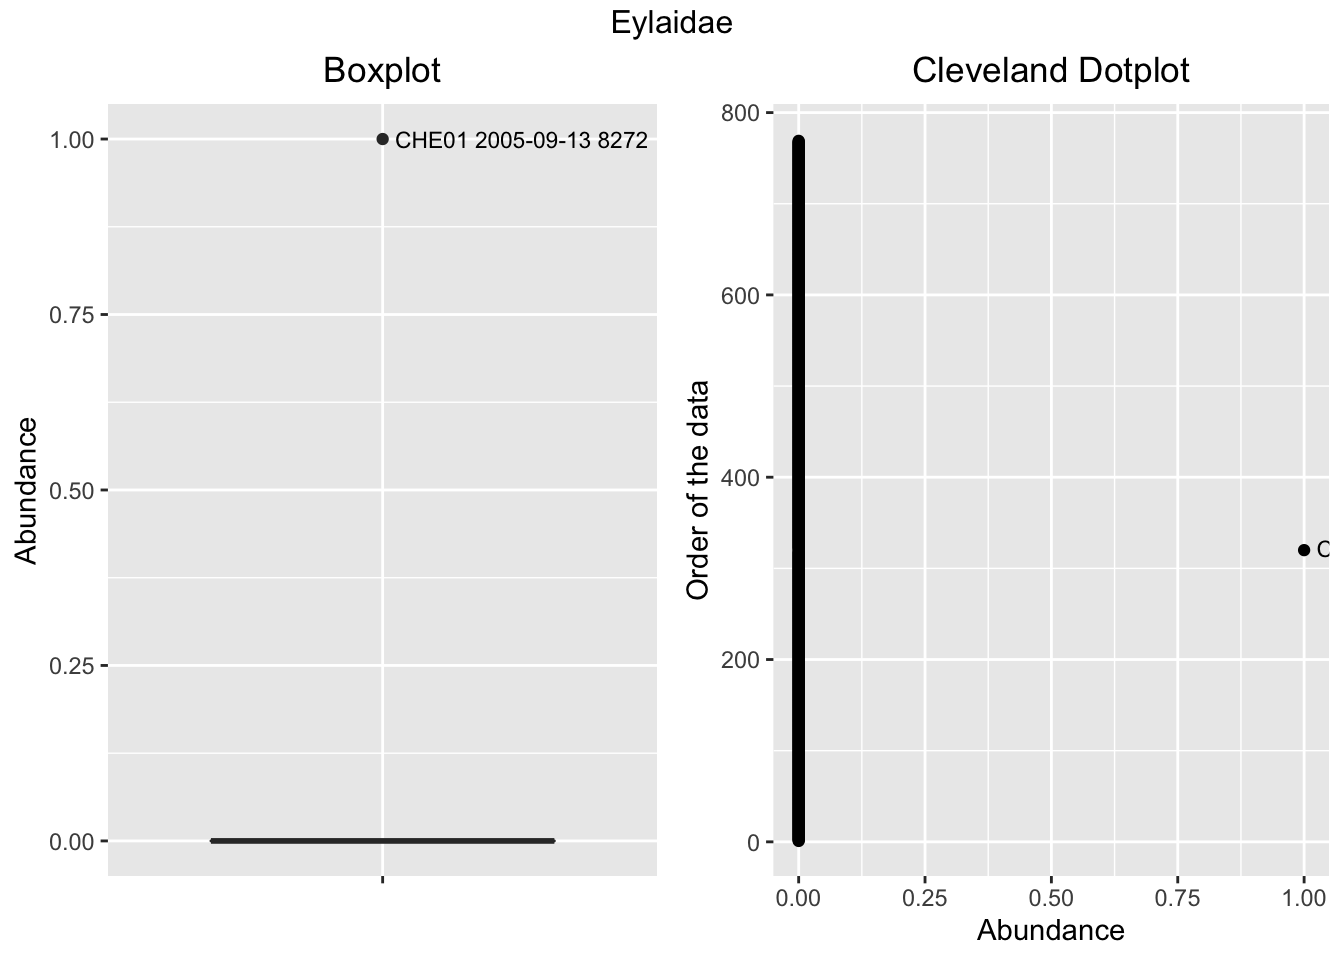 Eylaidae
Boxplot
Abundance
1.00
0.75
0.50
0.25
0.00
CHE01 2005-09-13 8272
Cleveland Dotplot
Order of the data
800
600
400
200
0
C
0.00 0.25 0.50 0.75 1.00
Abundance